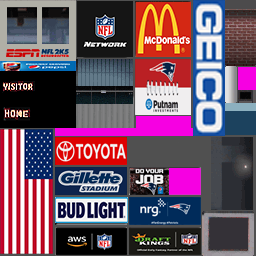 ESPN NFL 2K5
NFL
NETWORK
McDonald's
GEICO
pepsi
VISITOR
HOME
Putnam
INVESTMENTS
TOYOTA
Gillette
STADIUM
DO YOUR
JOB
BUD LIGHT
nrg
aws
NFL
DRAFT
KINGS
NFL